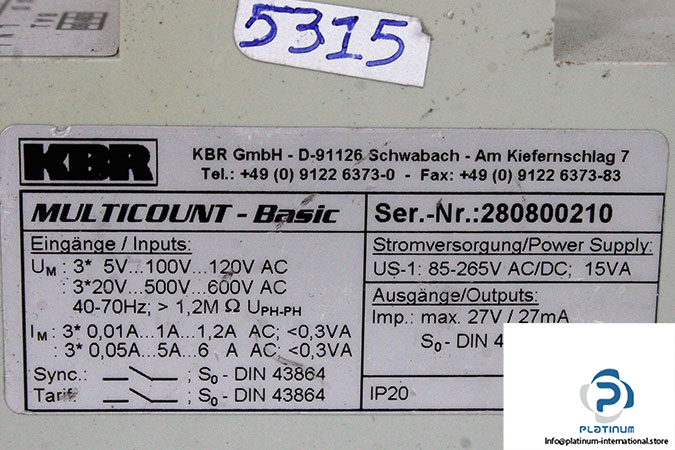 5315
KBR
KBR GmbH - D-91126 Schwabach - Am Kiefernschlag 7
Tel.: +49 (0) 9122 6373-0 - Fax: +49 (0) 9122 6373-83
MULTICOUNT - Basic
Ser.-Nr.:280800210
Eingänge / Inputs:
UM : 3* 5V...100V...120V AC
: 3*20V...500V...600V AC
40-70Hz; > 1,2M Ω UPH-PH
IM : 3* 0,01A...1A...1,2A AC; <0,3VA
: 3* 0,05A...5A...6 A AC; <0,3VA
Sync.: ; S0 - DIN 43864
Tarif: ; S0 - DIN 43864
Stromversorgung/Power Supply:
US-1: 85-265V AC/DC; 15VA
Ausgänge/Outputs:
Imp.: max. 27V / 27mA
S0 - DIN 4
IP20
PLATINUM
info@platinum-international.store